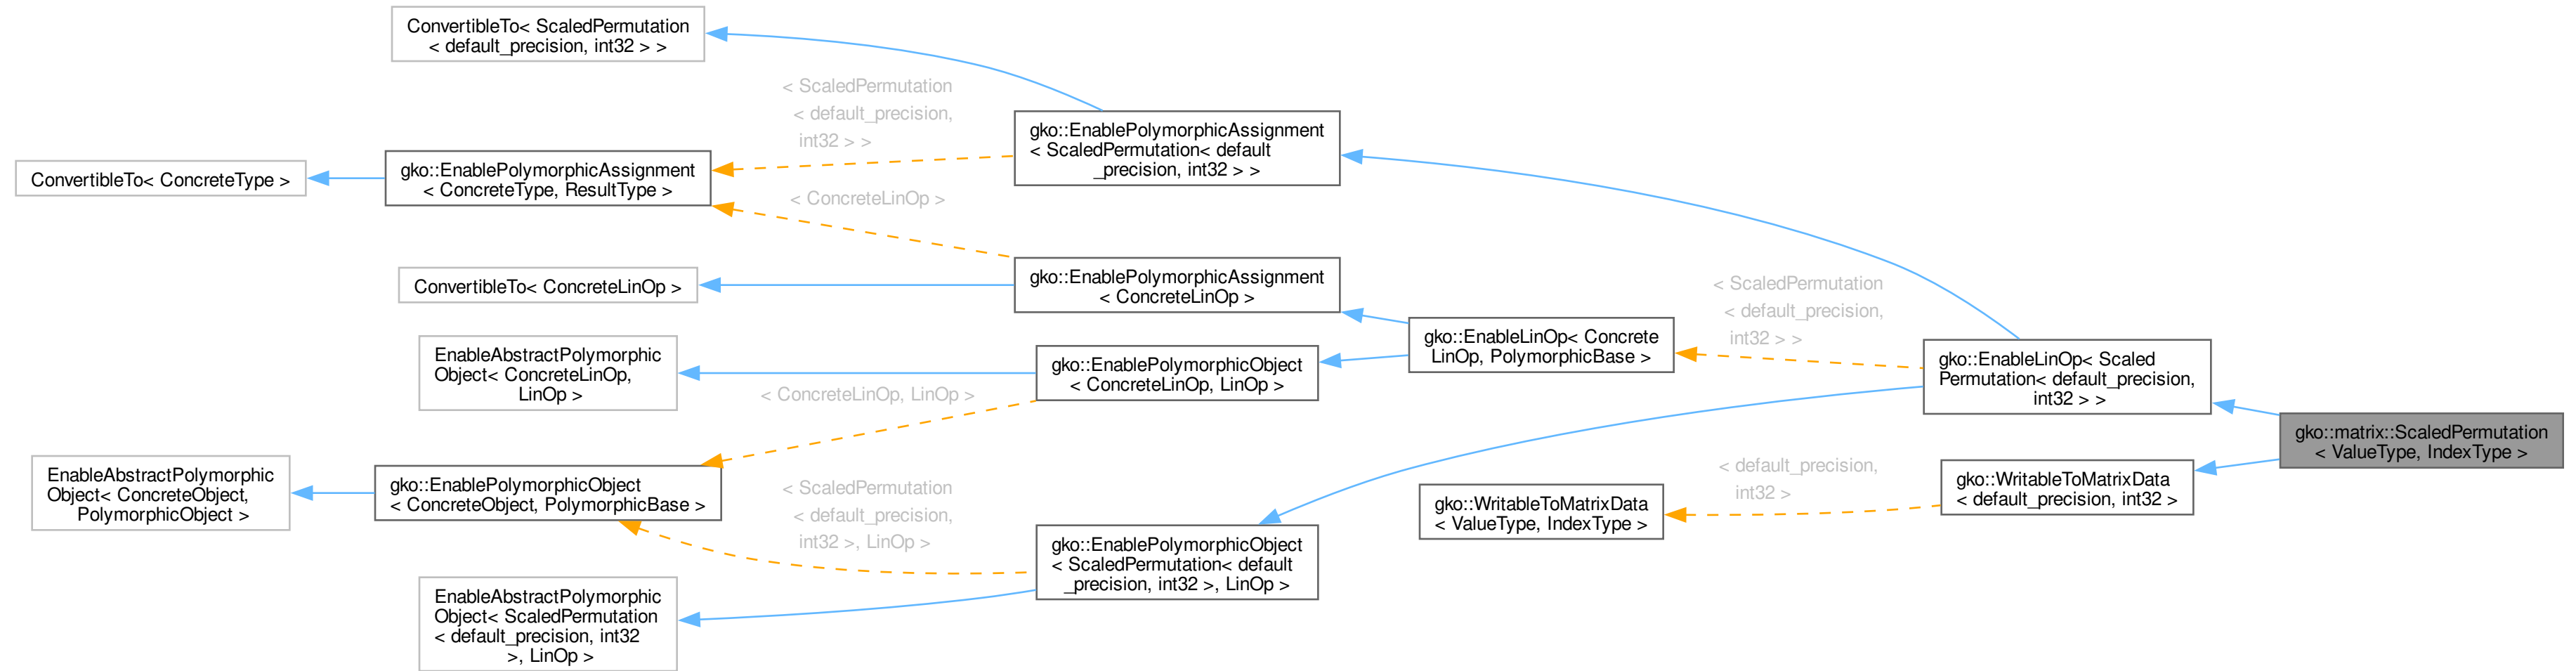 ConvertibleTo< ScaledPermutation
< default_precision, int32 > >
< ScaledPermutation
< default_precision,
int32 > >
gko::EnablePolymorphicAssignment
< ScaledPermutation< default
_precision, int32 > >
ConvertibleTo< ConcreteType >
gko::EnablePolymorphicAssignment
< ConcreteType, ResultType >
< ConcreteLinOp >
ConvertibleTo< ConcreteLinOp >
gko::EnablePolymorphicAssignment
< ConcreteLinOp >
EnableAbstractPolymorphic
Object< ConcreteLinOp,
LinOp >
gko::EnablePolymorphicObject
< ConcreteLinOp, LinOp >
gko::EnableLinOp< Concrete
LinOp, PolymorphicBase >
< ScaledPermutation
< default_precision,
int32 > >
gko::EnableLinOp< Scaled
Permutation< default_precision,
int32 > >
< ConcreteLinOp, LinOp >
gko::matrix::ScaledPermutation
< ValueType, IndexType >
EnableAbstractPolymorphic
Object< ConcreteObject,
PolymorphicObject >
gko::EnablePolymorphicObject
< ConcreteObject, PolymorphicBase >
< ScaledPermutation
< default_precision,
int32 >, LinOp >
gko::WritableToMatrixData
< ValueType, IndexType >
< default_precision,
int32 >
gko::WritableToMatrixData
< default_precision, int32 >
gko::EnablePolymorphicObject
< ScaledPermutation< default
_precision, int32 >, LinOp >
EnableAbstractPolymorphic
Object< ScaledPermutation
< default_precision, int32
>, LinOp >